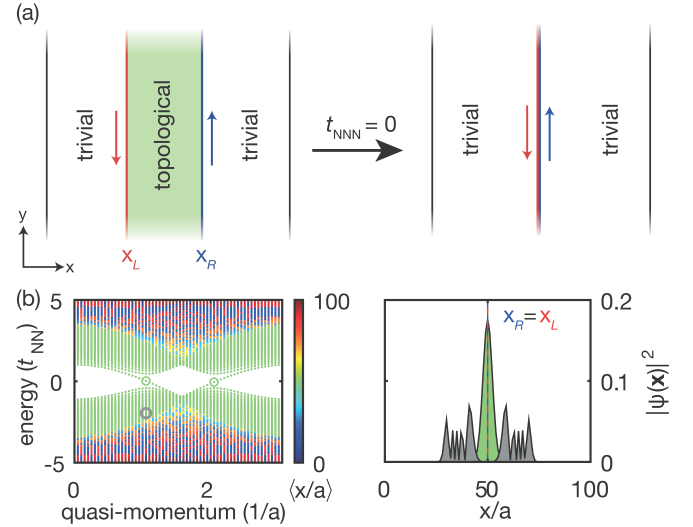 (a)
trivial
topological
trivial
t_NNN = 0
trivial
trivial
y
x
x_L
x_R
(b)
5
0
-5
energy (t_NN)
0
2
quasi-momentum (1/a)
100
0
⟨x/a⟩
x_R=x_L
0.2
0.1
0
|ψ(x)|²
0
50
100
x/a